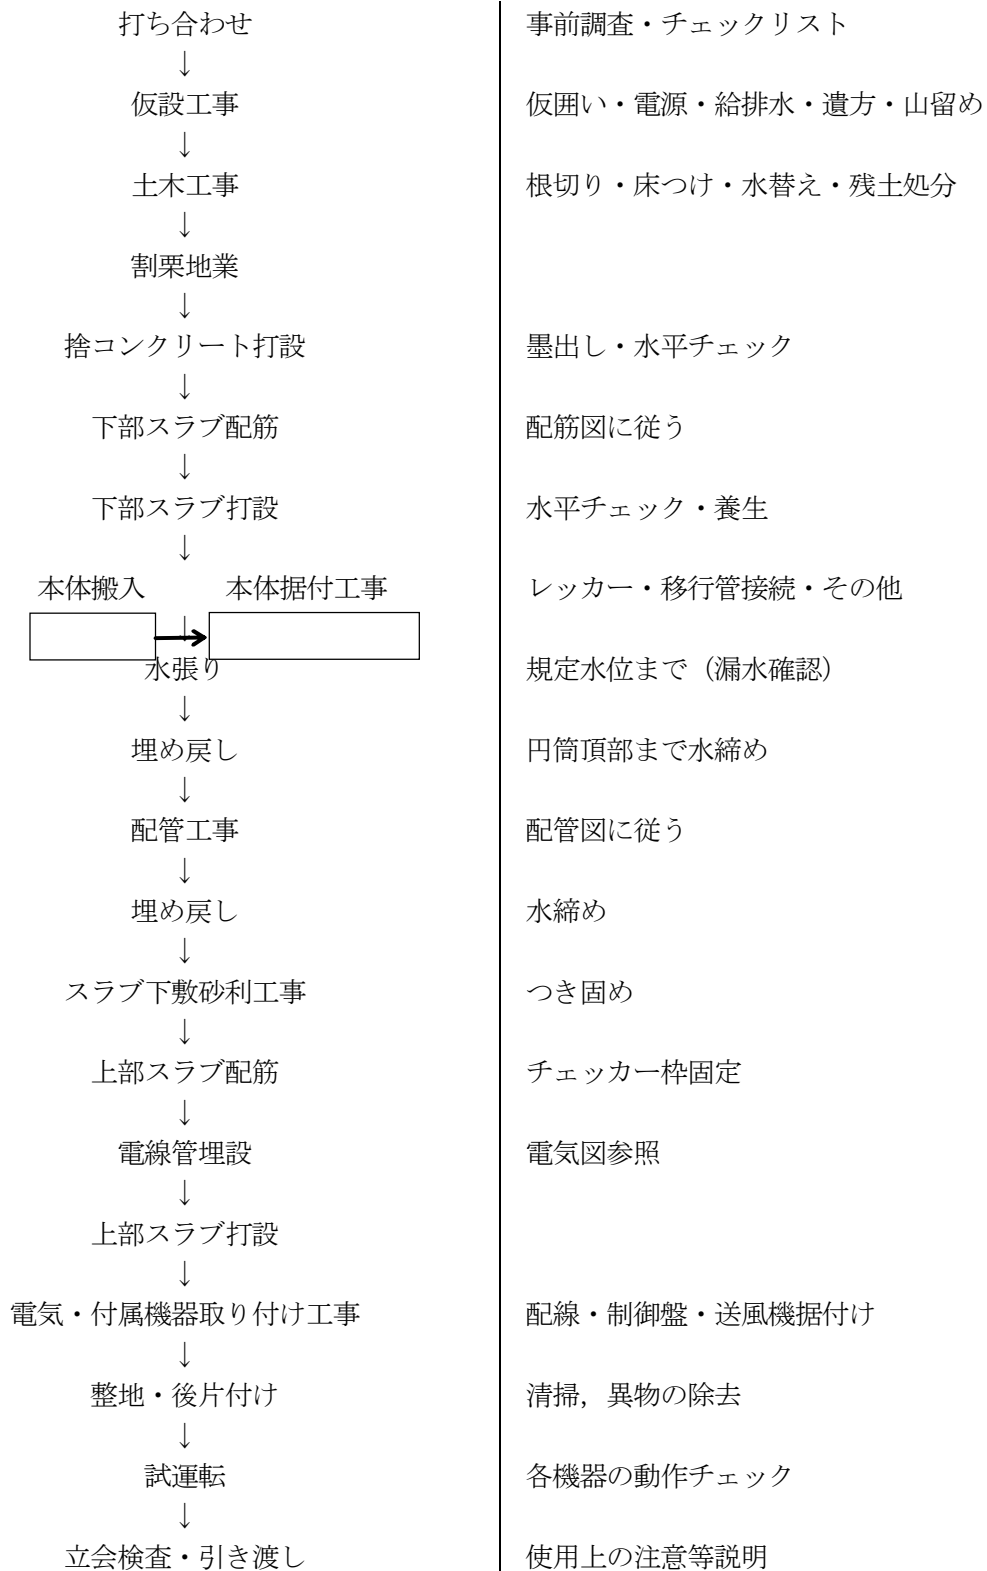 打ち合わせ 事前調査・チェックリスト
↓
仮設工事 仮囲い・電源・給排水・遺方・山留め
↓
土木工事 根切り・床つけ・水替え・残土処分
↓
割栗地業
↓
捨コンクリート打設 墨出し・水平チェック
↓
下部スラブ配筋 配筋図に従う
↓
下部スラブ打設 水平チェック・養生
↓
本体搬入 本体据付工事 レッカー・移行管接続・その他
↓
水張り 規定水位まで（漏水確認）
↓
埋め戻し 円筒頂部まで水締め
↓
配管工事 配管図に従う
↓
埋め戻し 水締め
↓
スラブ下敷砂利工事 つき固め
↓
上部スラブ配筋 チェッカー枠固定
↓
電線管埋設 電気図参照
↓
上部スラブ打設
↓
電気・付属機器取り付け工事 配線・制御盤・送風機据付け
↓
整地・後片付け 清掃，異物の除去
↓
試運転 各機器の動作チェック
↓
立会検査・引き渡し 使用上の注意等説明